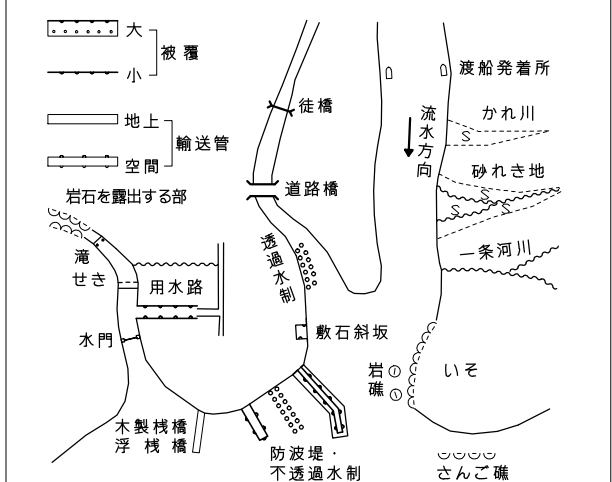 大
被覆
小
地上
輸送管
空間
岩石を露出する部
滝
せき
用水路
水門
木製桟橋
浮桟橋
徒橋
道路橋
透過水制
敷石斜坂
防波堤・
不透過水制
渡船発着所
流水方向
かれ川
砂れき地
一条河川
岩礁
いそ
さんご礁
S
S
S
S